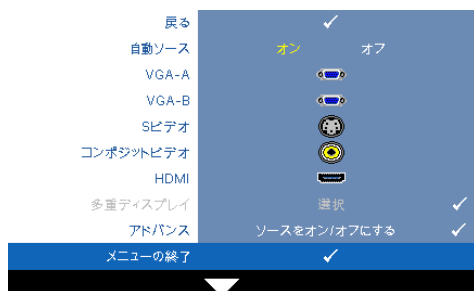 戻る
自動ソース オン オフ
VGA-A
VGA-B
Sビデオ
コンポジットビデオ
HDMI
多重ディスプレイ 選択
アドバンス ソースをオン/オフにする
メニューの終了